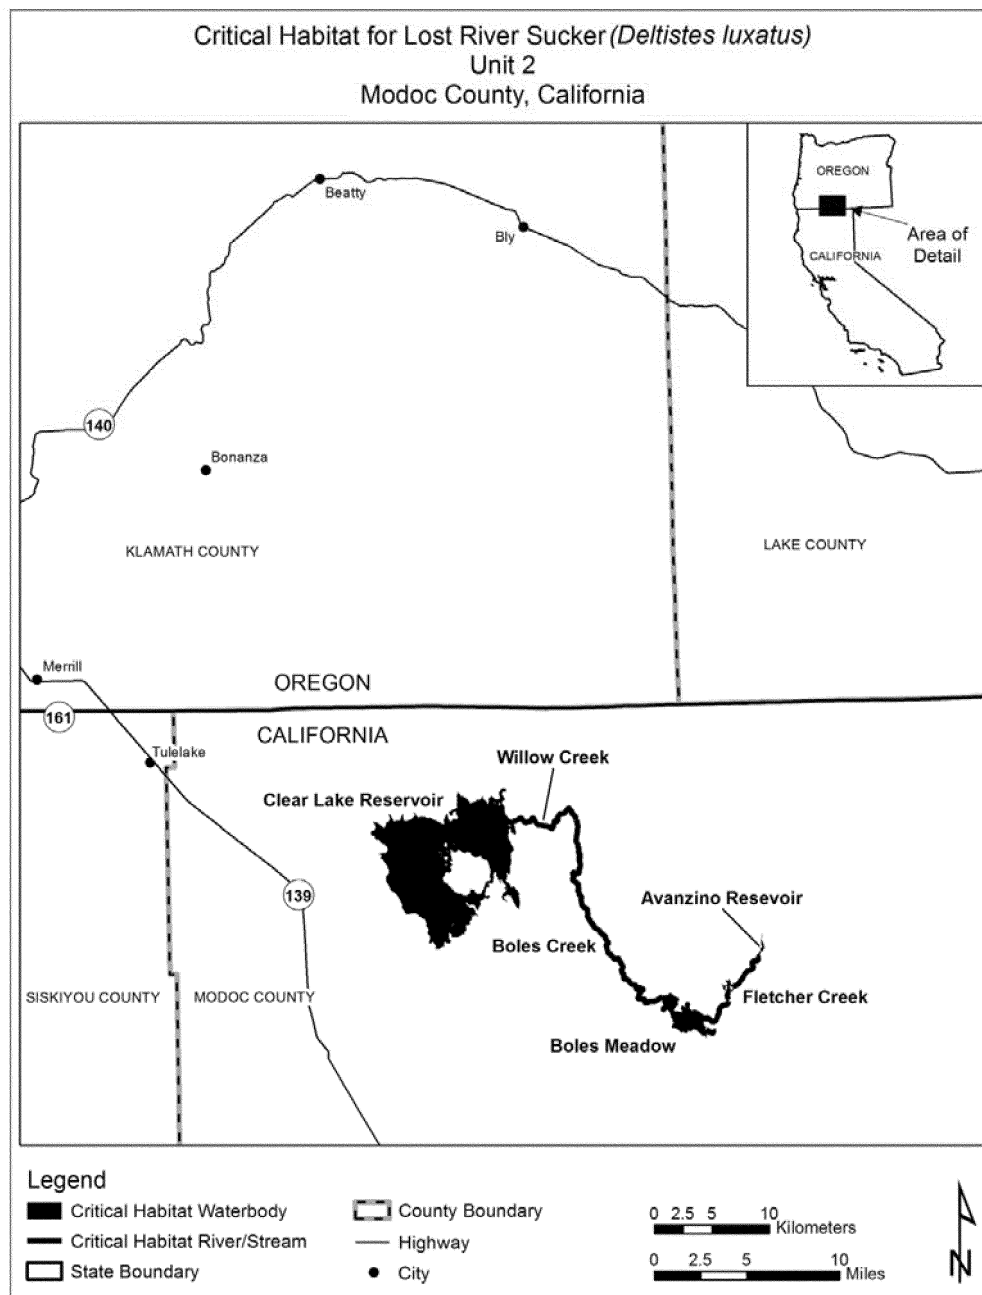 Critical Habitat for Lost River Sucker (Deltistes luxatus)
Unit 2
Modoc County, California
OREGON
Area of
Detail
CALIFORNIA
Beatty
Bly
140
Bonanza
KLAMATH COUNTY
LAKE COUNTY
Merrill
OREGON
161
CALIFORNIA
Tulelake
Willow Creek
Clear Lake Reservoir
139
Avanzino Resevoir
Boles Creek
SISKIYOU COUNTY
MODOC COUNTY
Fletcher Creek
Boles Meadow
Legend
Critical Habitat Waterbody
Critical Habitat River/Stream
State Boundary
County Boundary
Highway
City
0 2.5 5 10
Kilometers
0 2.5 5 10
Miles
N